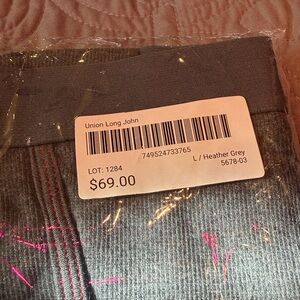 Union Long John
749524733765
LOT: 1284
L / Heather Grey
$69.00
5678-03